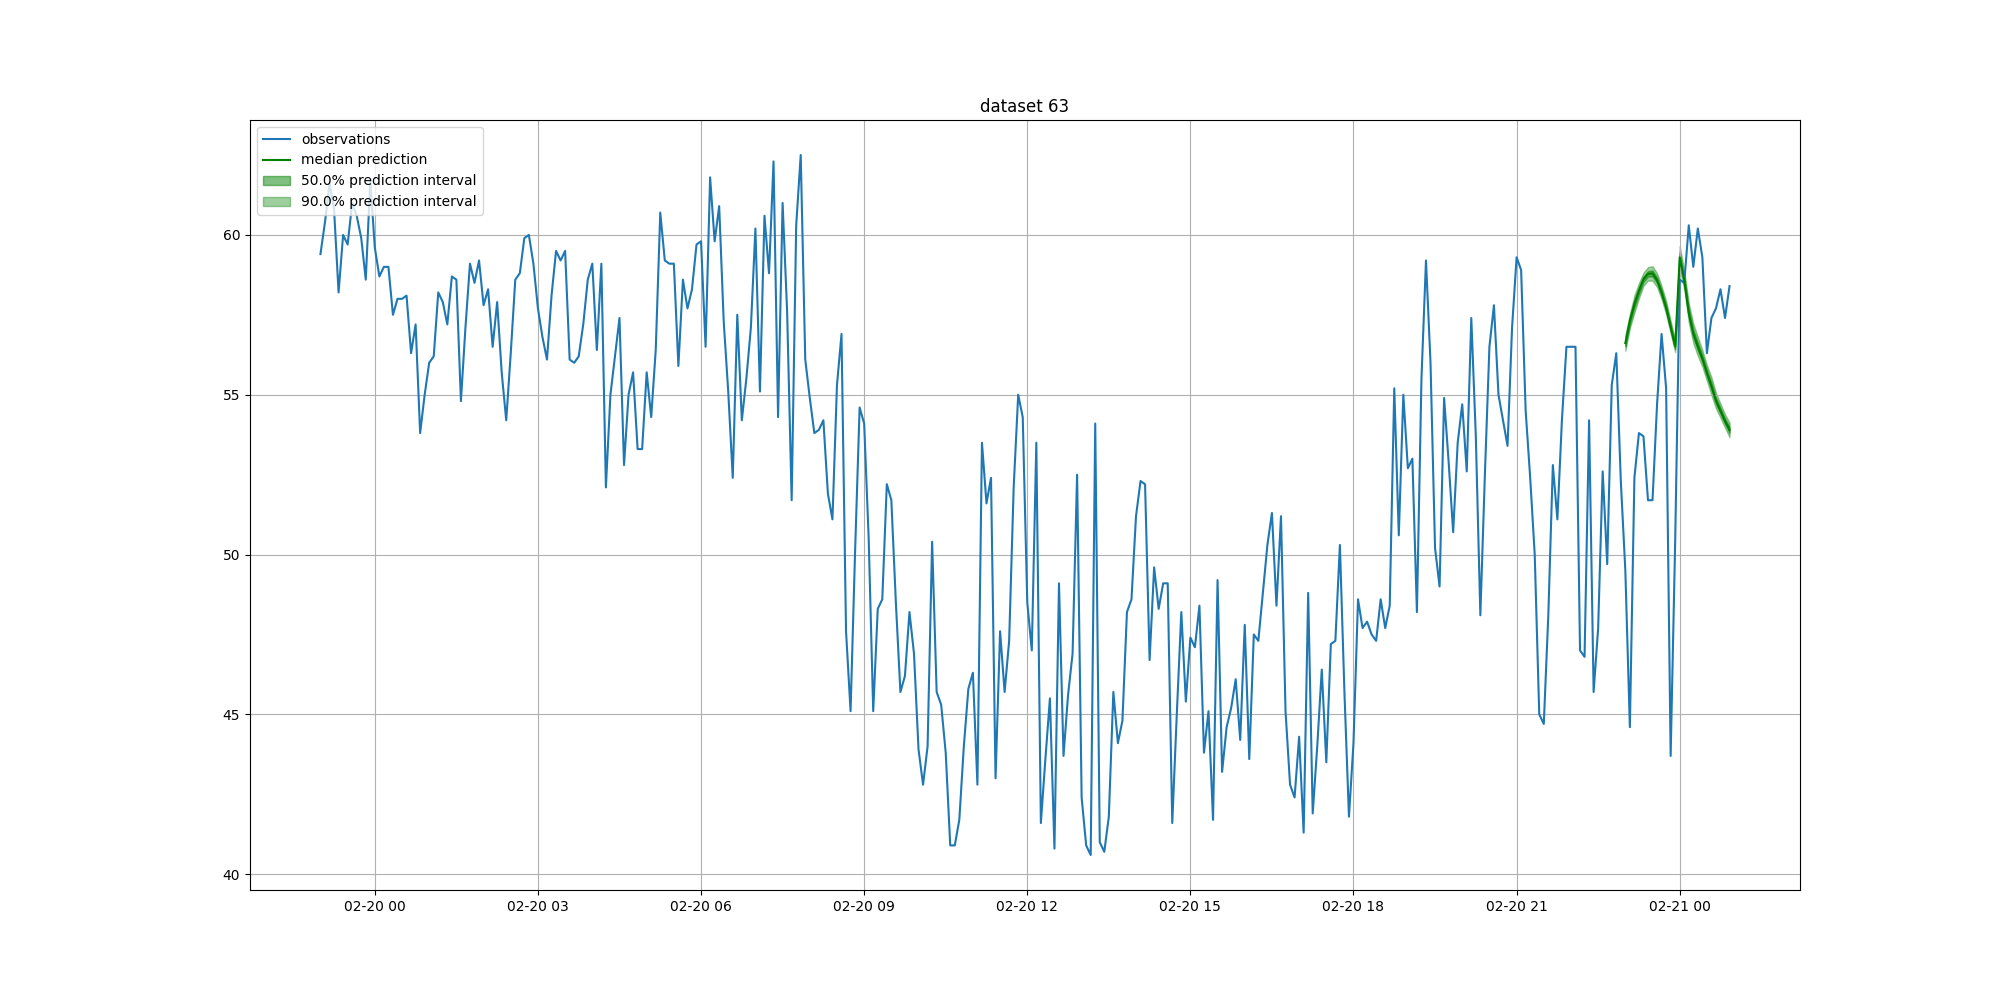 dataset 63
observations
median prediction
50.0% prediction interval
90.0% prediction interval
60
55
50
45
40
02-20 00
02-20 03
02-20 06
02-20 09
02-20 12
02-20 15
02-20 18
02-20 21
02-21 00